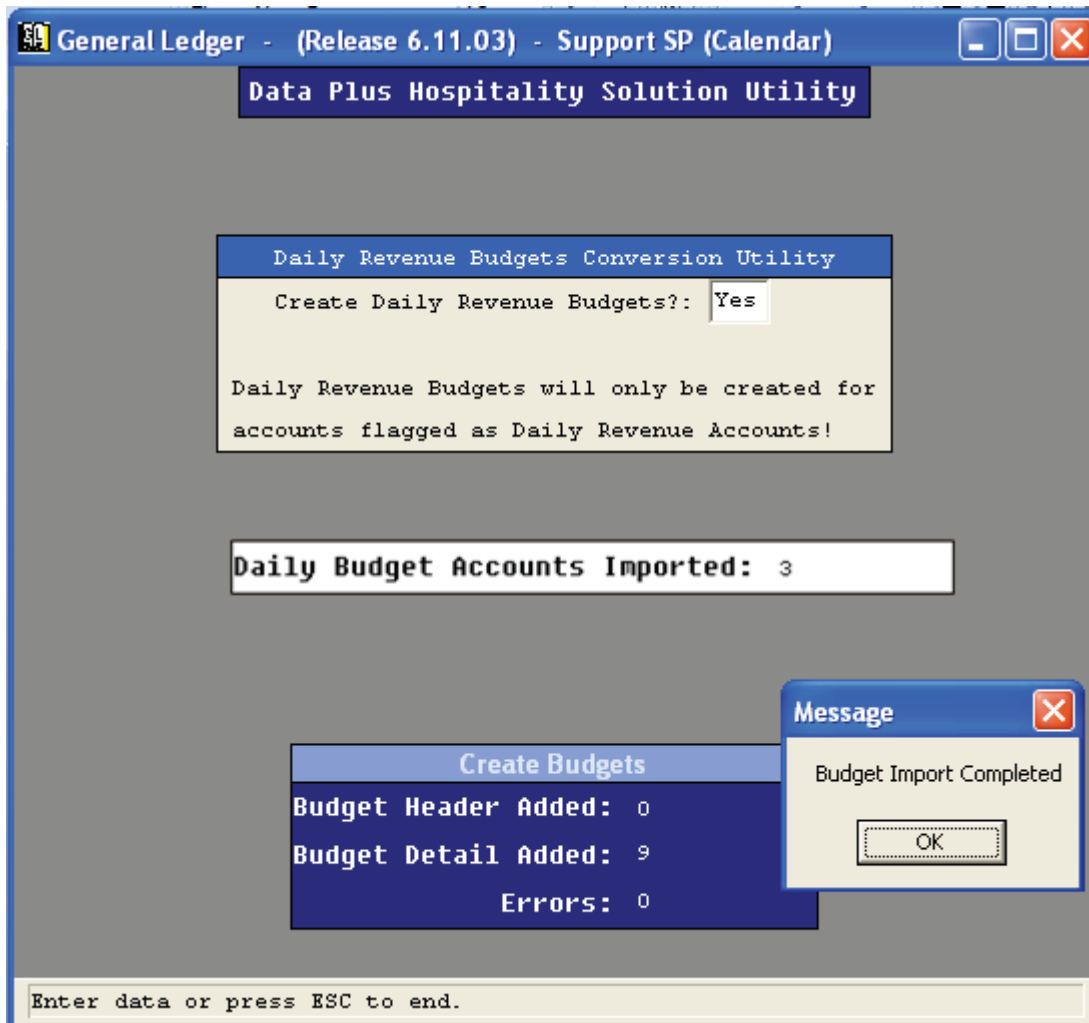 General Ledger - (Release 6.11.03) - Support SP (Calendar)
Data Plus Hospitality Solution Utility
Daily Revenue Budgets Conversion Utility
Create Daily Revenue Budgets?: Yes
Daily Revenue Budgets will only be created for
accounts flagged as Daily Revenue Accounts!
Daily Budget Accounts Imported: 3
Message
Budget Import Completed
OK
Create Budgets
Budget Header Added: 0
Budget Detail Added: 9
Errors: 0
Enter data or press ESC to end.